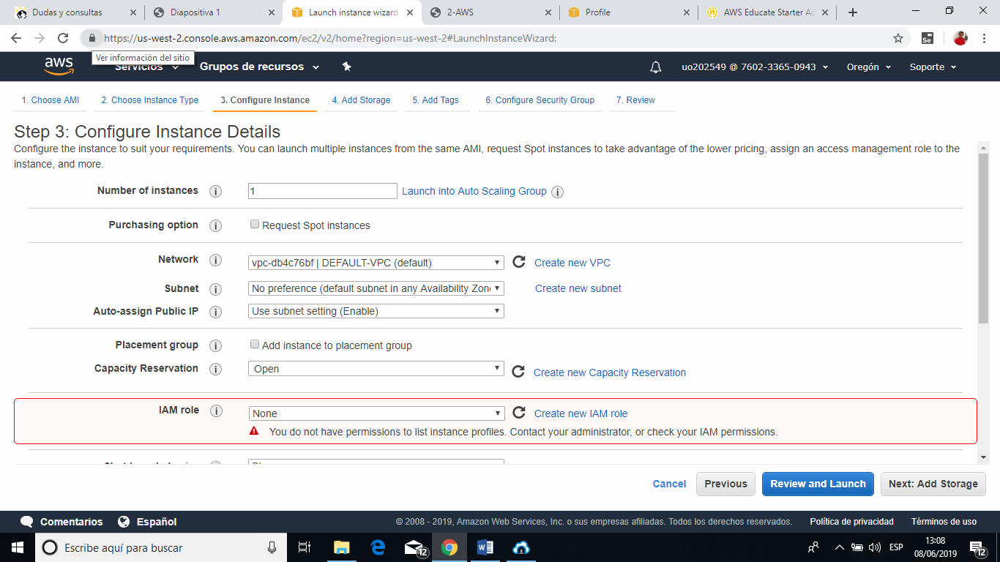 Dudas y consultas
Diapositiva 1
Launch instance wizard
2-AWS
Profile
AWS Educate Starter Ac
https://us-west-2.console.aws.amazon.com/ec2/v2/home?region=us-west-2#LaunchInstanceWizard:
Se
Ver información del sitio
aws
Servicios
Grupos de recursos
uo202549 @ 7602-3365-0943
Oregón
Soporte
1. Choose AMI
2. Choose Instance Type
3. Configure Instance
4. Add Storage
5. Add Tags
6. Configure Security Group
7. Review
Step 3: Configure Instance Details
Configure the instance to suit your requirements. You can launch multiple instances from the same AMI, request Spot instances to take advantage of the lower pricing, assign an access management role to the
instance, and more.
Number of instances
1
Launch into Auto Scaling Group
Purchasing option
Request Spot instances
Network
vpc-db4c76bf | DEFAULT-VPC (default)
Create new VPC
Subnet
No preference (default subnet in any Availability Zon
Create new subnet
Auto-assign Public IP
Use subnet setting (Enable)
Placement group
Add instance to placement group
Capacity Reservation
Open
Create new Capacity Reservation
IAM role
None
Create new IAM role
You do not have permissions to list instance profiles. Contact your administrator, or check your IAM permissions.
Cancel
Previous
Review and Launch
Next: Add Storage
Comentarios
Español
© 2008 - 2019, Amazon Web Services, Inc. o sus empresas afiliadas. Todos los derechos reservados.
Política de privacidad
Términos de uso
Escribe aquí para buscar
12
ESP
13:08
08/06/2019
12